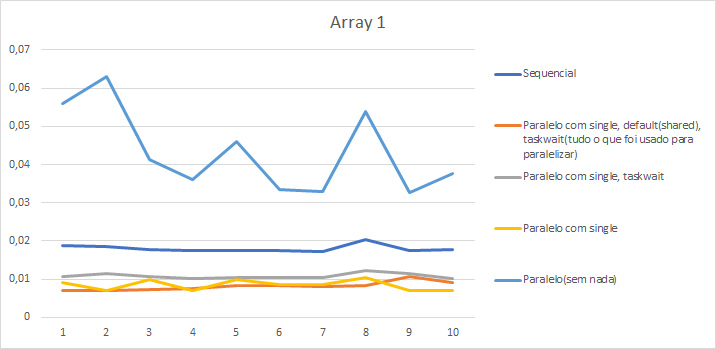 Array 1
0,07
0,06
0,05
0,04
0,03
0,02
0,01
0
1 2 3 4 5 6 7 8 9 10
Sequencial
Paralelo com single, default(shared),
taskwait(tudo o que foi usado para
paralelizar)
Paralelo com single, taskwait
Paralelo com single
Paralelo(sem nada)